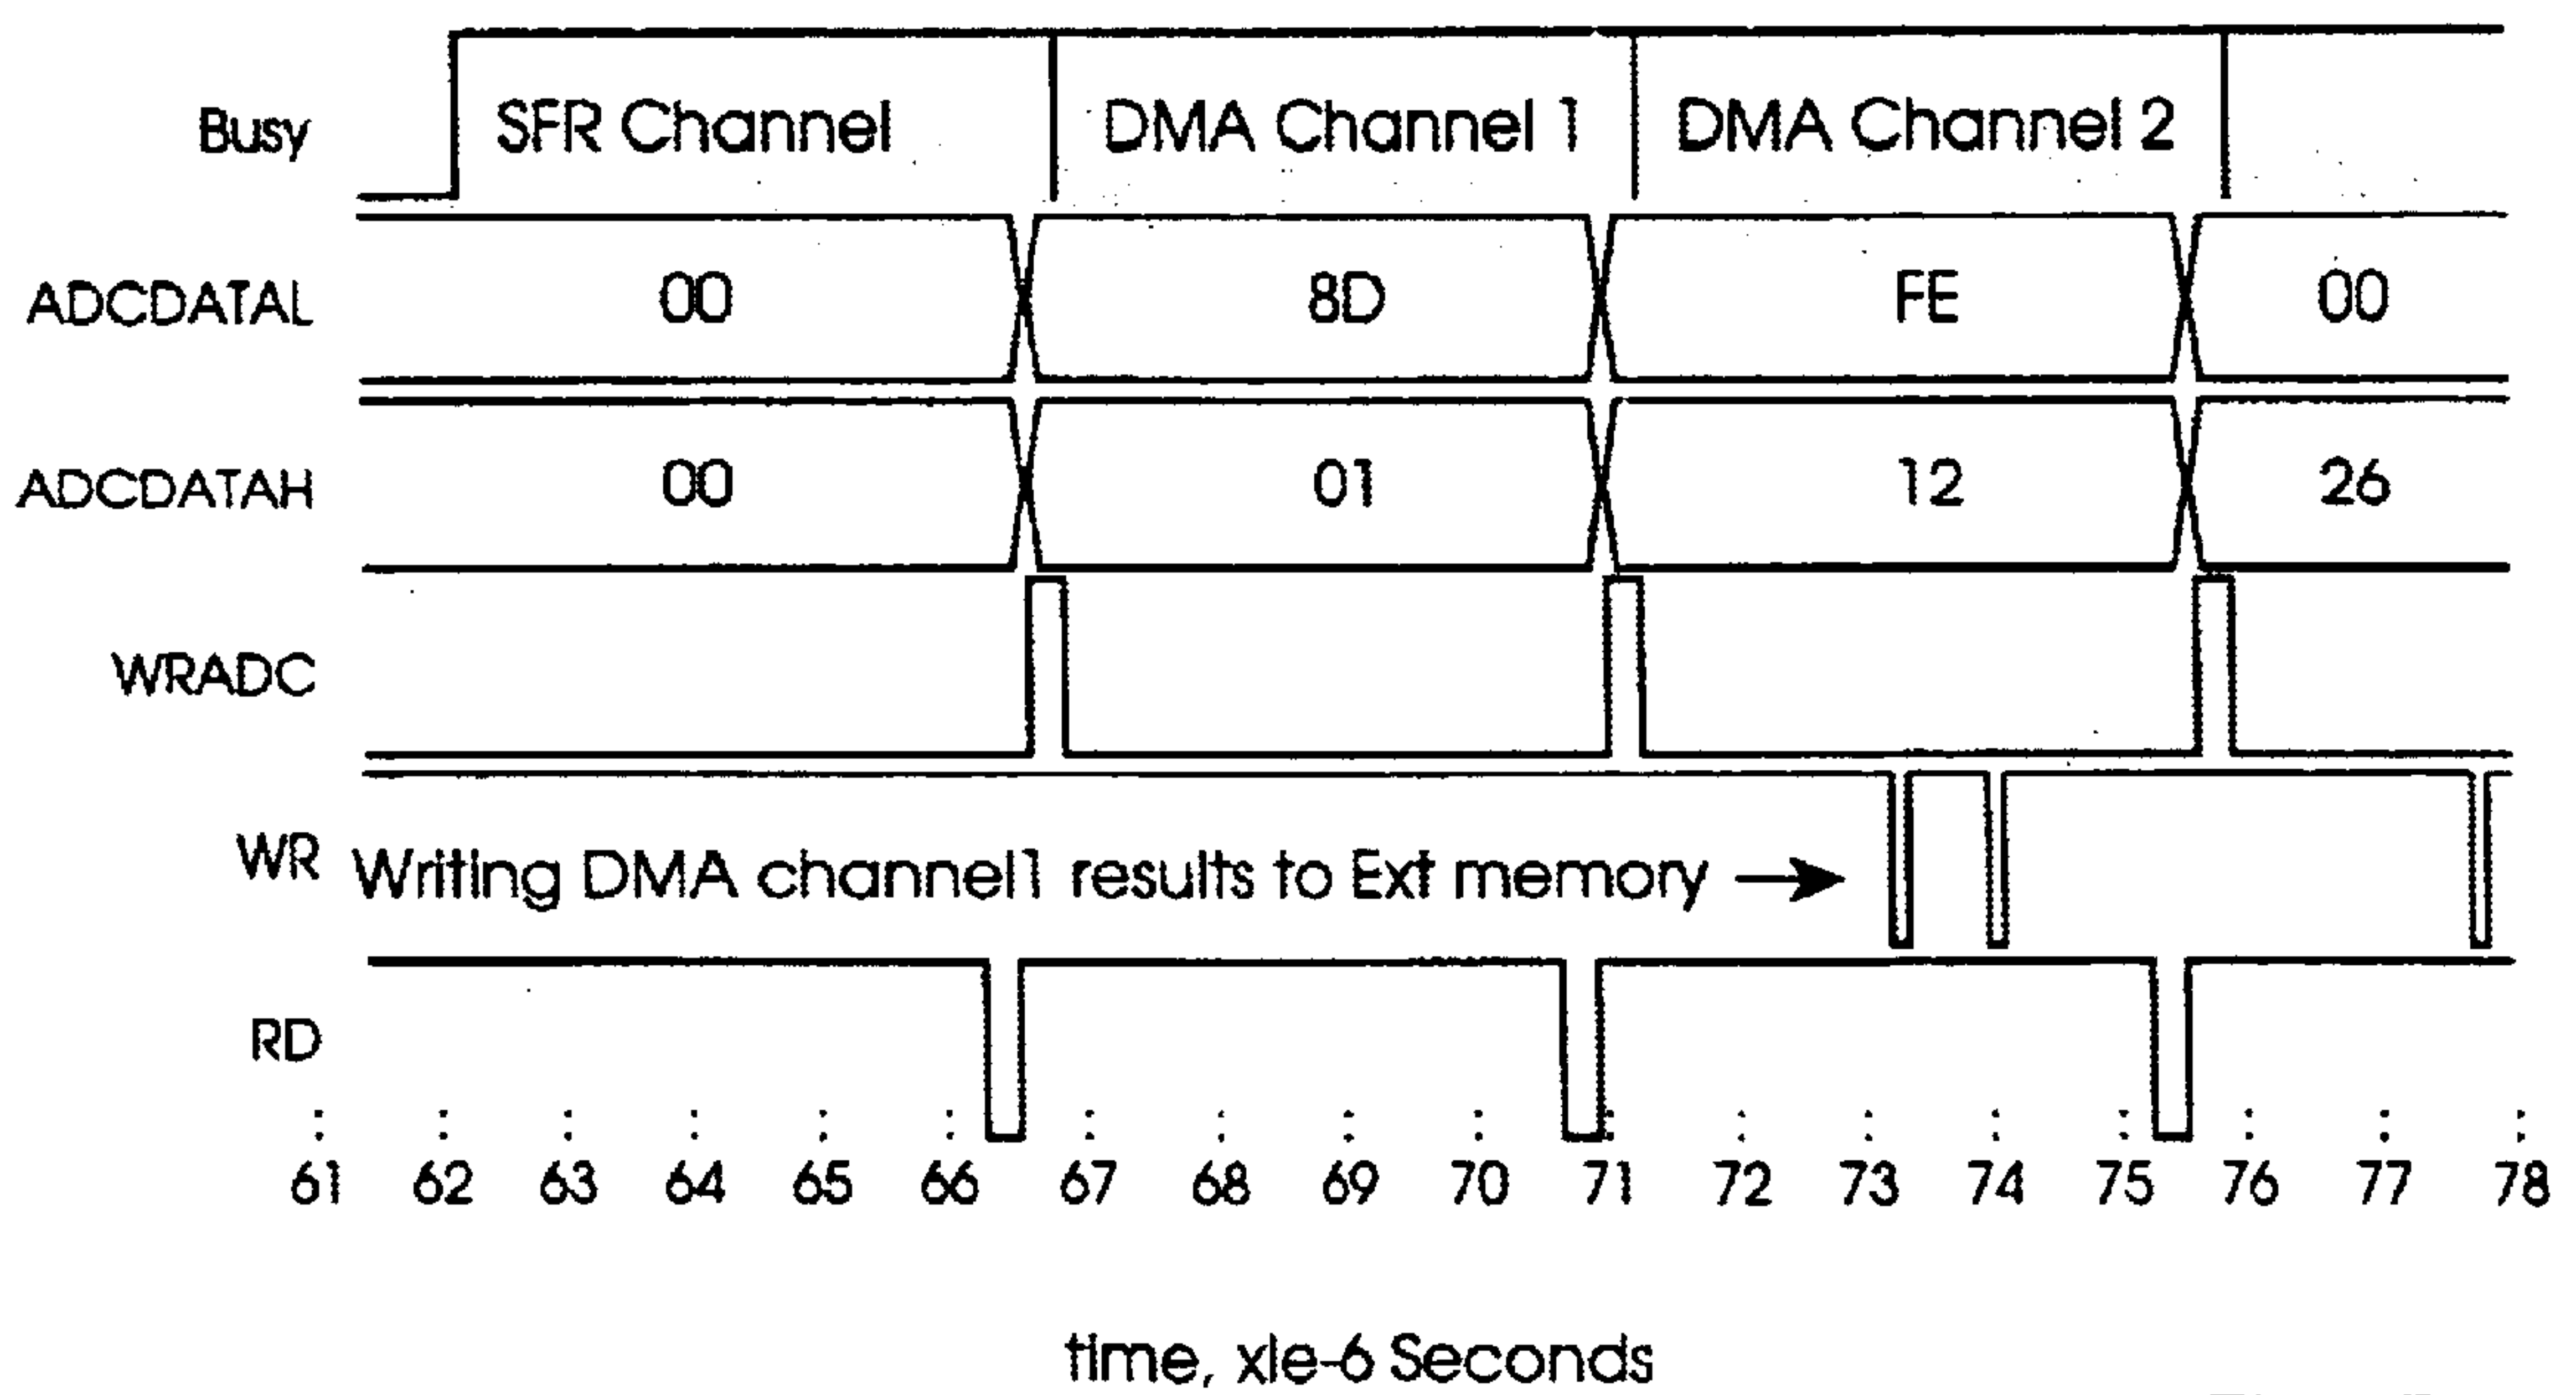 Busy SFR Channel DMA Channel 1 DMA Channel 2
ADCDATAL 00 8D FE 00
ADCDATAH 00 01 12 26
WRADC
WR Writing DMA channel1 results to Ext memory
RD
61 62 63 64 65 66 67 68 69 70 71 72 73 74 75 76 77 78
time, xle-6 Seconds